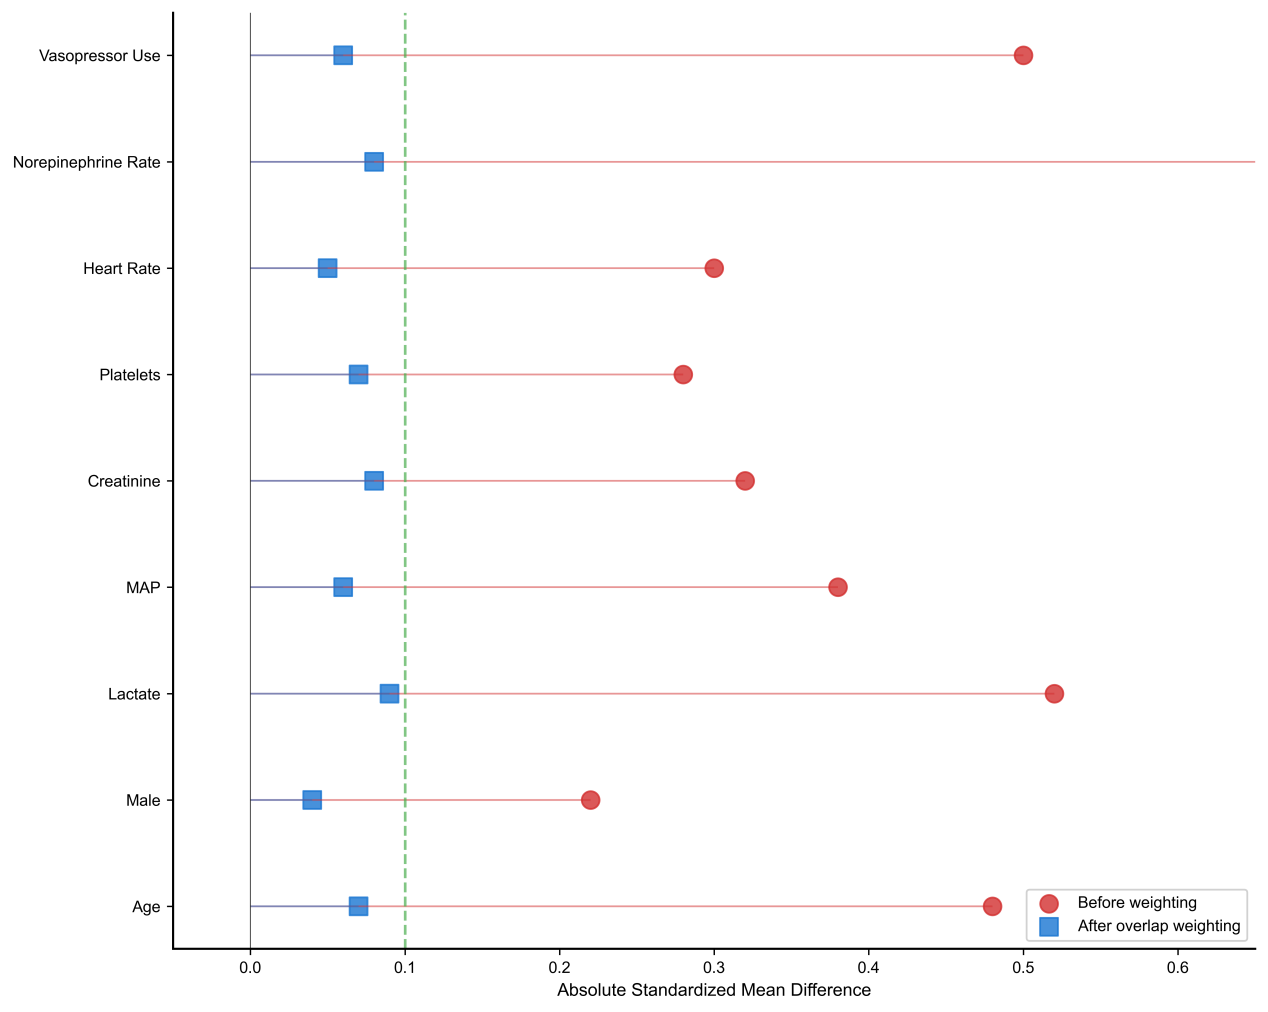 Vasopressor Use
Norepinephrine Rate
Heart Rate
Platelets
Creatinine
MAP
Lactate
Male
Age
Before weighting
After overlap weighting
0.0 0.1 0.2 0.3 0.4 0.5 0.6
Absolute Standardized Mean Difference